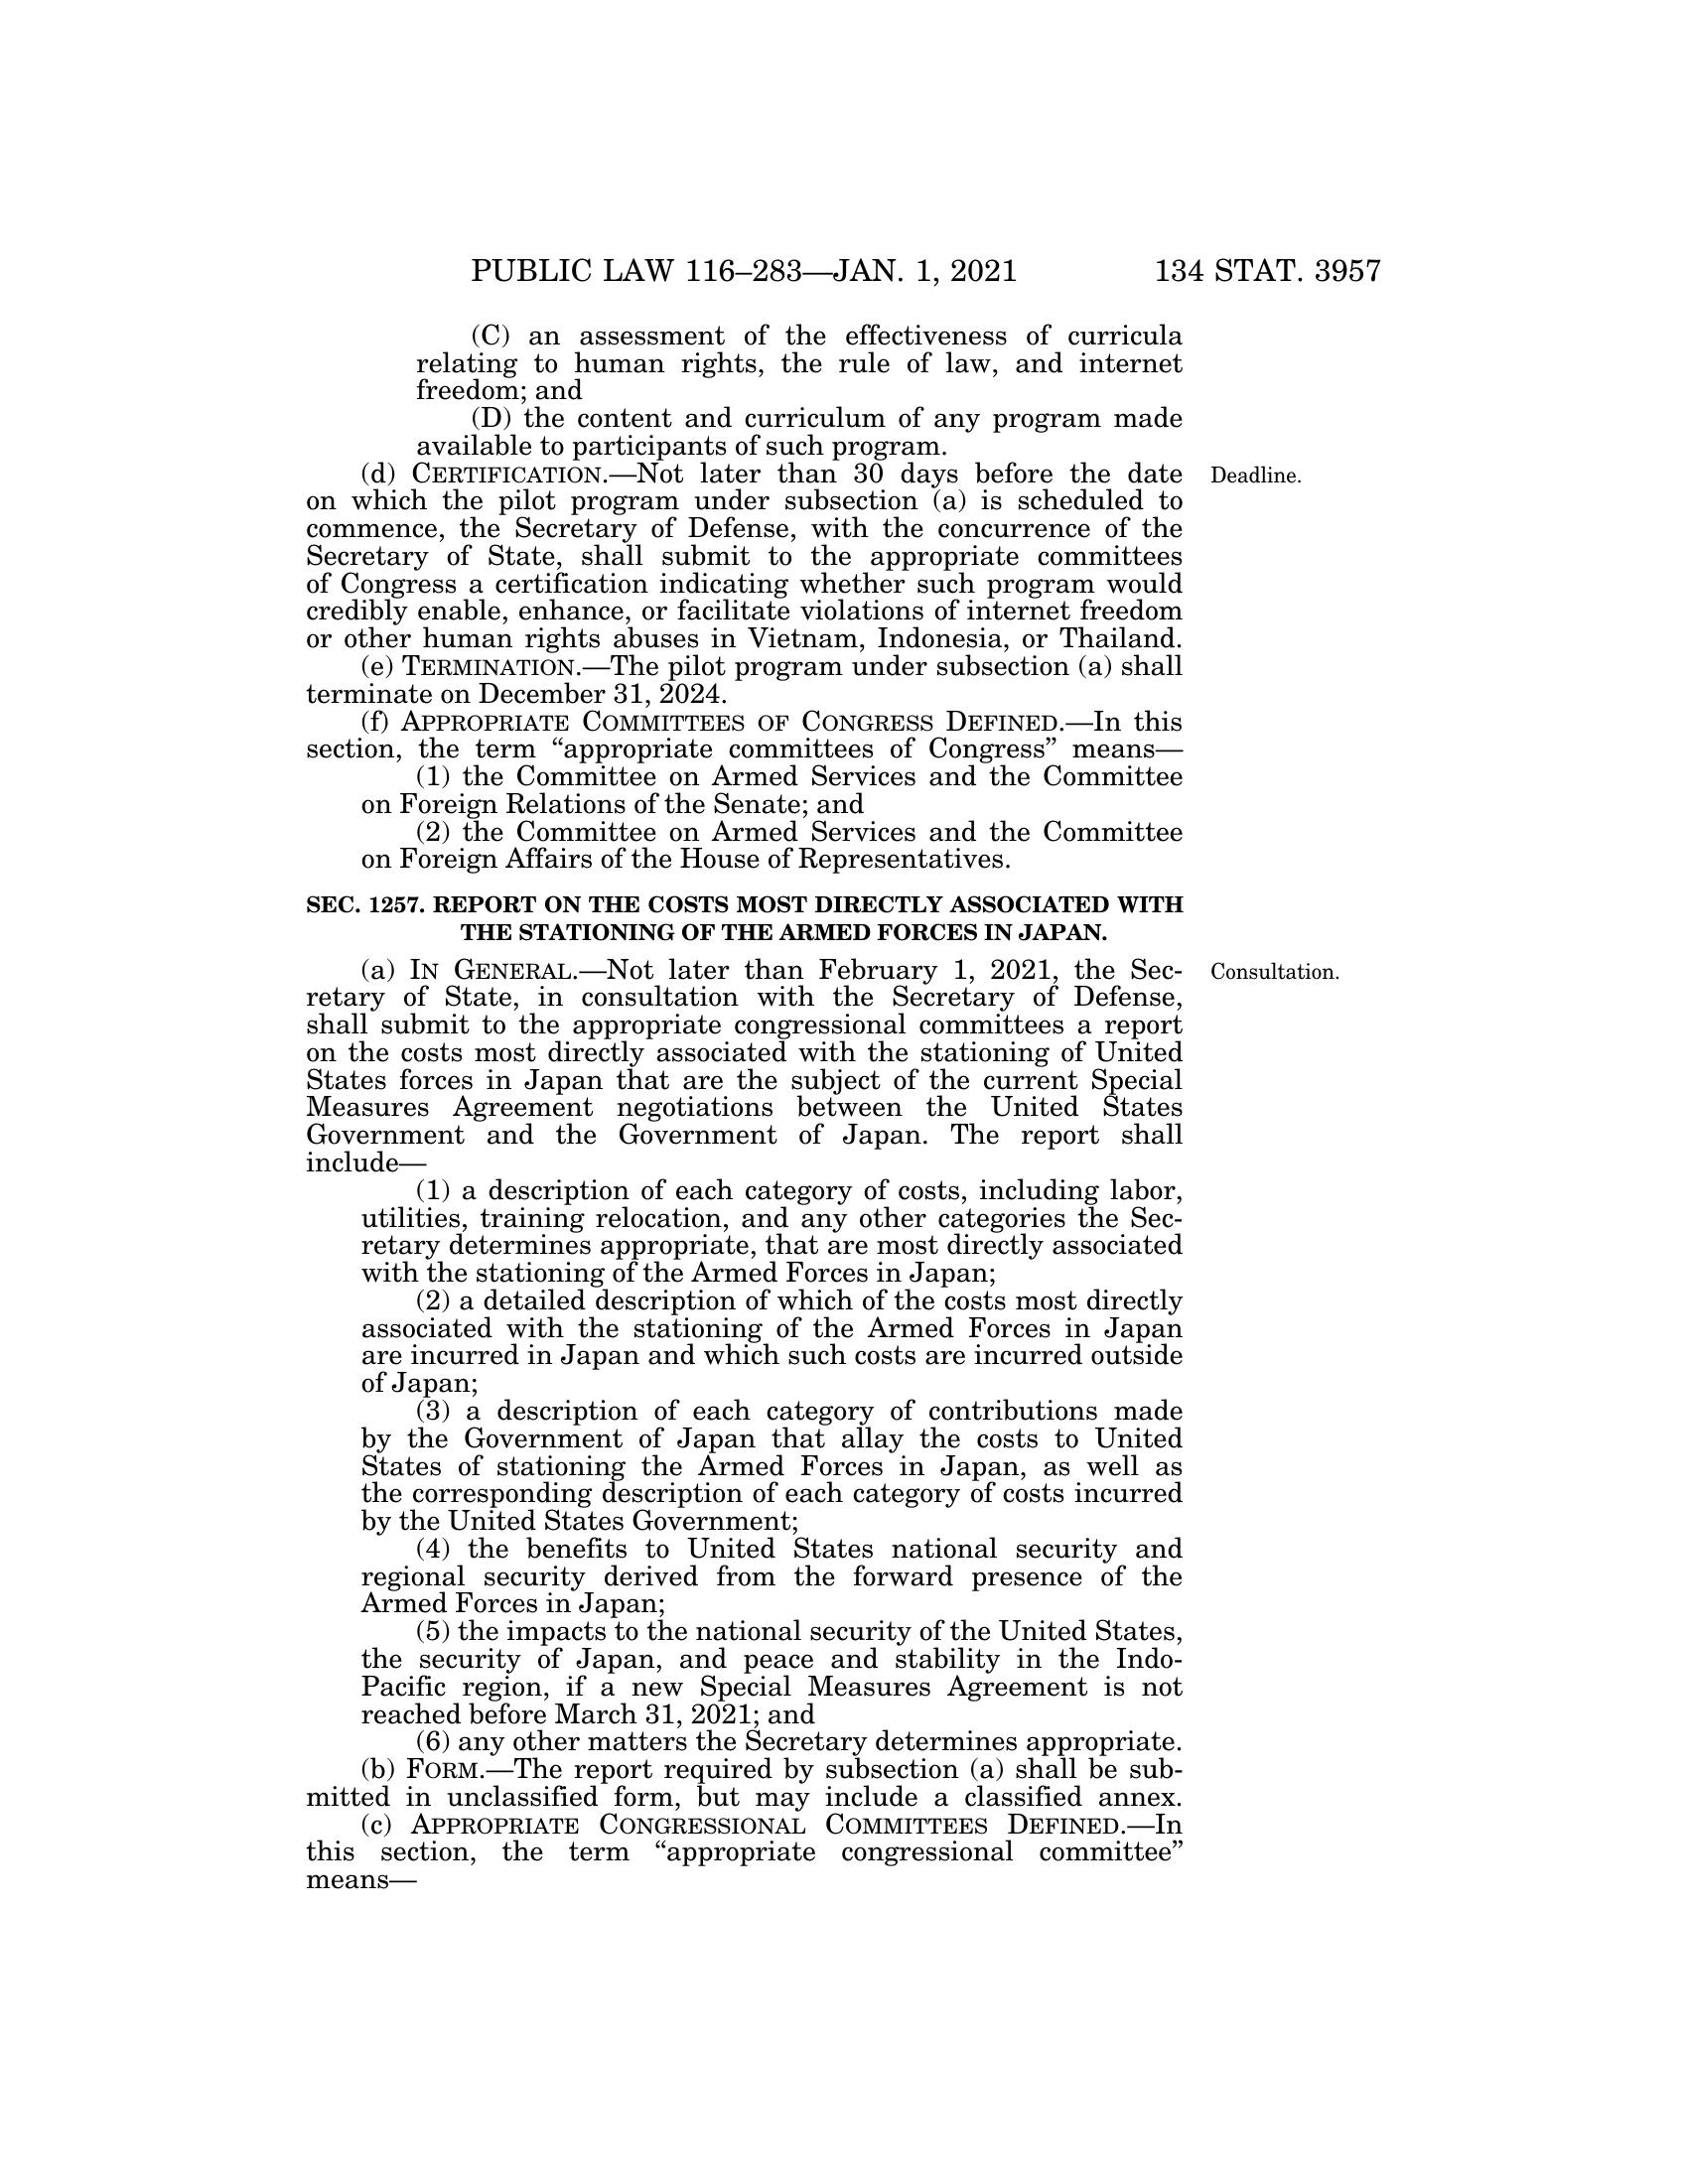 PUBLIC LAW 116–283—JAN. 1, 2021 134 STAT. 3957
(C) an assessment of the effectiveness of curricula
relating to human rights, the rule of law, and internet
freedom; and
(D) the content and curriculum of any program made
available to participants of such program.
(d) CERTIFICATION.—Not later than 30 days before the date
Deadline.
on which the pilot program under subsection (a) is scheduled to
commence, the Secretary of Defense, with the concurrence of the
Secretary of State, shall submit to the appropriate committees
of Congress a certification indicating whether such program would
credibly enable, enhance, or facilitate violations of internet freedom
or other human rights abuses in Vietnam, Indonesia, or Thailand.
(e) TERMINATION.—The pilot program under subsection (a) shall
terminate on December 31, 2024.
(f) APPROPRIATE COMMITTEES OF CONGRESS DEFINED.—In this
section, the term “appropriate committees of Congress” means—
(1) the Committee on Armed Services and the Committee
on Foreign Relations of the Senate; and
(2) the Committee on Armed Services and the Committee
on Foreign Affairs of the House of Representatives.
SEC. 1257. REPORT ON THE COSTS MOST DIRECTLY ASSOCIATED WITH
THE STATIONING OF THE ARMED FORCES IN JAPAN.
(a) IN GENERAL.—Not later than February 1, 2021, the Sec-
Consultation.
retary of State, in consultation with the Secretary of Defense,
shall submit to the appropriate congressional committees a report
on the costs most directly associated with the stationing of United
States forces in Japan that are the subject of the current Special
Measures Agreement negotiations between the United States
Government and the Government of Japan. The report shall
include—
(1) a description of each category of costs, including labor,
utilities, training relocation, and any other categories the Sec-
retary determines appropriate, that are most directly associated
with the stationing of the Armed Forces in Japan;
(2) a detailed description of which of the costs most directly
associated with the stationing of the Armed Forces in Japan
are incurred in Japan and which such costs are incurred outside
of Japan;
(3) a description of each category of contributions made
by the Government of Japan that allay the costs to United
States of stationing the Armed Forces in Japan, as well as
the corresponding description of each category of costs incurred
by the United States Government;
(4) the benefits to United States national security and
regional security derived from the forward presence of the
Armed Forces in Japan;
(5) the impacts to the national security of the United States,
the security of Japan, and peace and stability in the Indo-
Pacific region, if a new Special Measures Agreement is not
reached before March 31, 2021; and
(6) any other matters the Secretary determines appropriate.
(b) FORM.—The report required by subsection (a) shall be sub-
mitted in unclassified form, but may include a classified annex.
(c) APPROPRIATE CONGRESSIONAL COMMITTEES DEFINED.—In
this section, the term “appropriate congressional committee”
means—